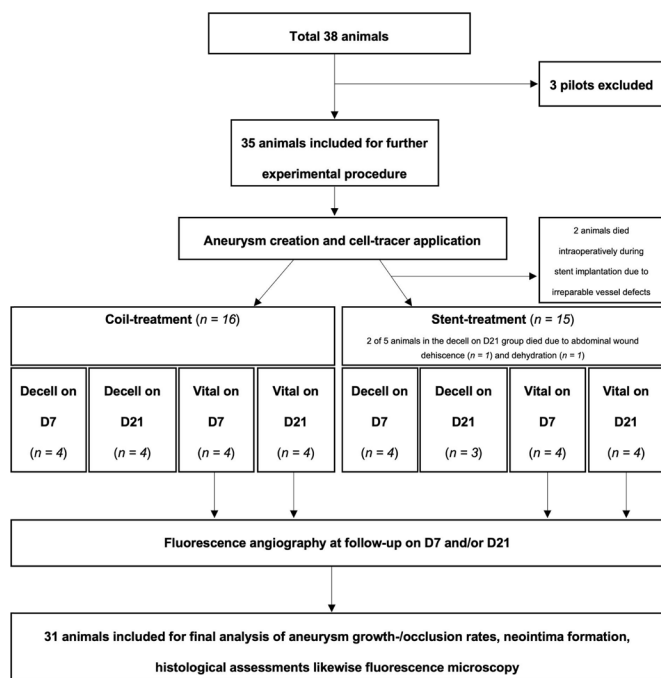 Total 38 animals
3 pilots excluded
35 animals included for further
experimental procedure
Aneurysm creation and cell-tracer application
2 animals died
intraoperatively during
stent implantation due to
irreparable vessel defects
Coil-treatment (n = 16)
Stent-treatment (n = 15)
2 of 5 animals in the decell on D21 group died due to abdominal wound
dehiscence (n = 1) and dehydration (n = 1)
Decell on
D7
(n = 4)
Decell on
D21
(n = 4)
Vital on
D7
(n = 4)
Vital on
D21
(n = 4)
Decell on
D7
(n = 4)
Decell on
D21
(n = 3)
Vital on
D7
(n = 4)
Vital on
D21
(n = 4)
Fluorescence angiography at follow-up on D7 and/or D21
31 animals included for final analysis of aneurysm growth-/occlusion rates, neointima formation,
histological assessments likewise fluorescence microscopy